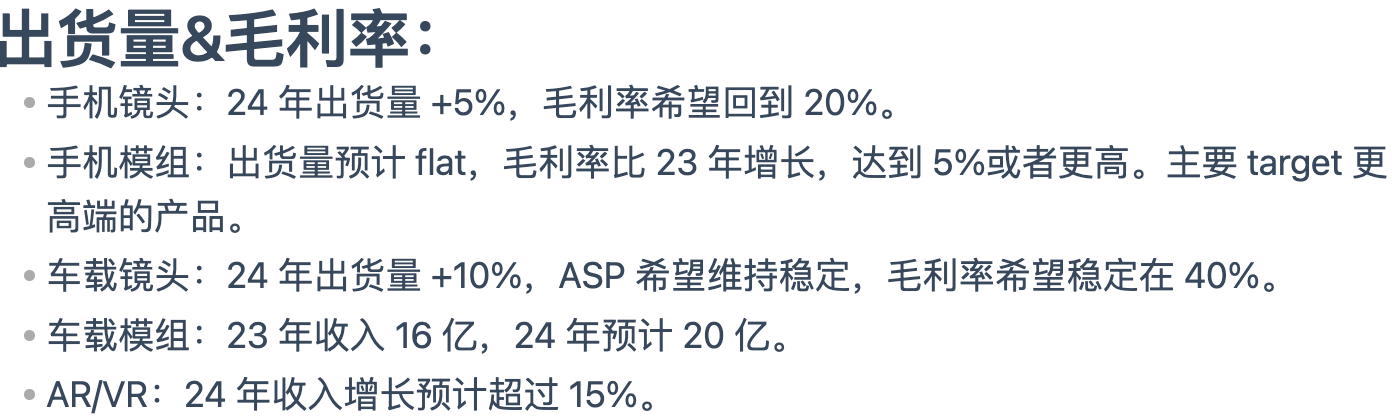 出货量&毛利率：
手机镜头：24 年出货量 +5%，毛利率希望回到 20%。
手机模组：出货量预计 flat，毛利率比 23 年增长，达到 5%或者更高。主要 target 更
高端的产品。
车载镜头：24 年出货量 +10%，ASP 希望维持稳定，毛利率希望稳定在 40%。
车载模组：23 年收入 16 亿，24 年预计 20 亿。
AR/VR：24 年收入增长预计超过 15%。